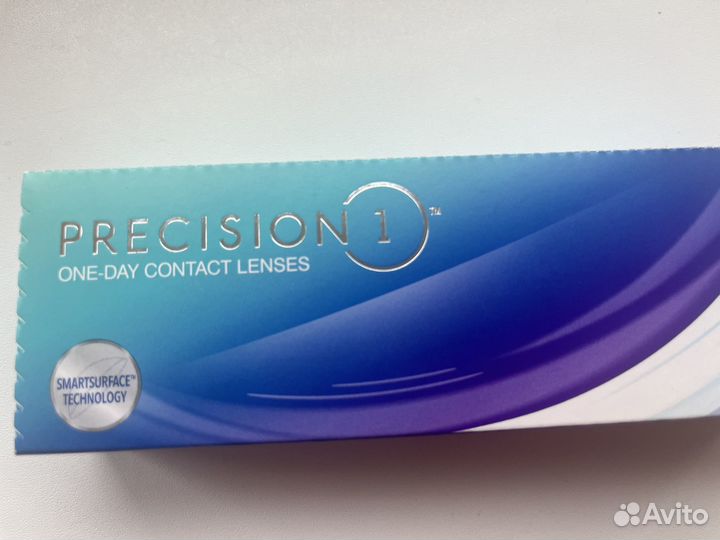 PRECISION 1™
ONE-DAY CONTACT LENSES
SMARTSURFACE™
TECHNOLOGY
Avito